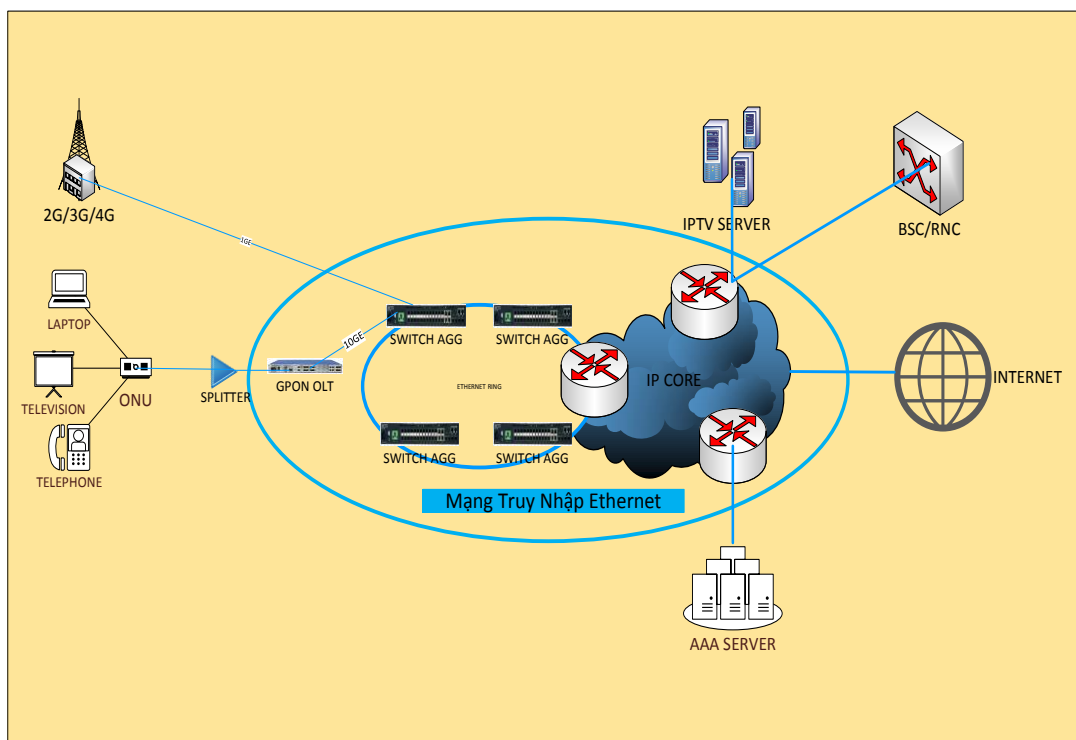 2G/3G/4G
IPTV SERVER
BSC/RNC
1GE
LAPTOP
10GE
SWITCH AGG
SWITCH AGG
TELEVISION
ONU
SPLITTER
GPON OLT
ETHERNET RING
IP CORE
INTERNET
TELEPHONE
SWITCH AGG
SWITCH AGG
Mạng Truy Nhập Ethernet
AAA SERVER